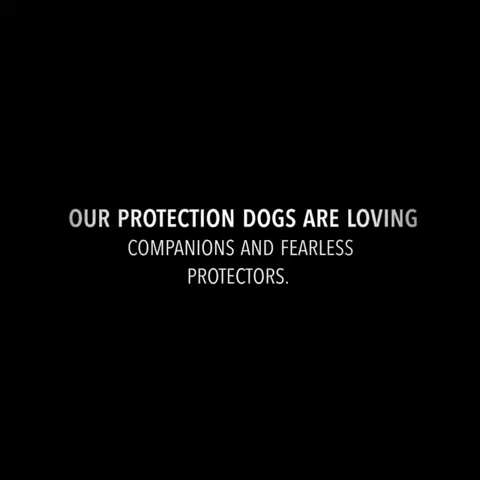 OUR PROTECTION DOGS ARE LOVING
COMPANIONS AND FEARLESS
PROTECTORS.